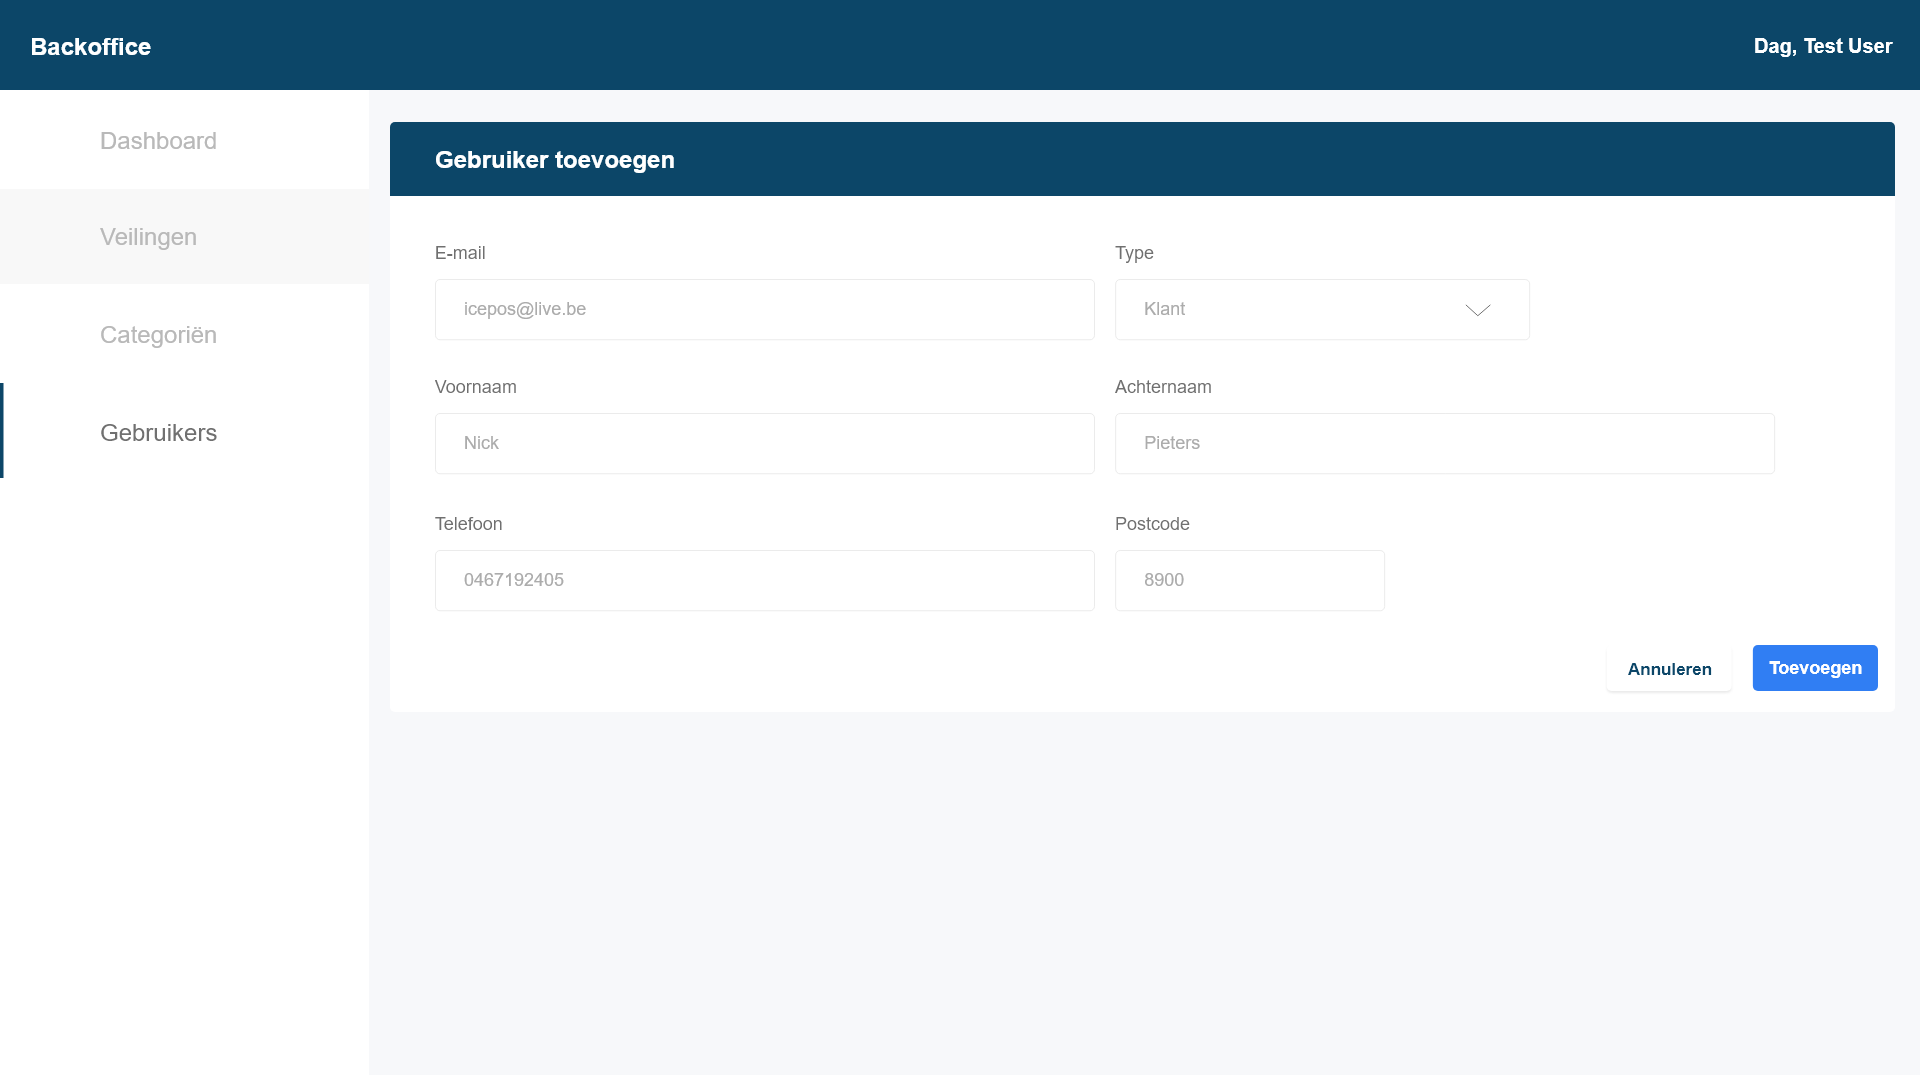 Backoffice
Dag, Test User
Dashboard
Veilingen
Categoriën
Gebruikers
Gebruiker toevoegen
E-mail
Type
icepos@live.be
Klant
Voornaam
Achternaam
Nick
Pieters
Telefoon
Postcode
0467192405
8900
Annuleren
Toevoegen